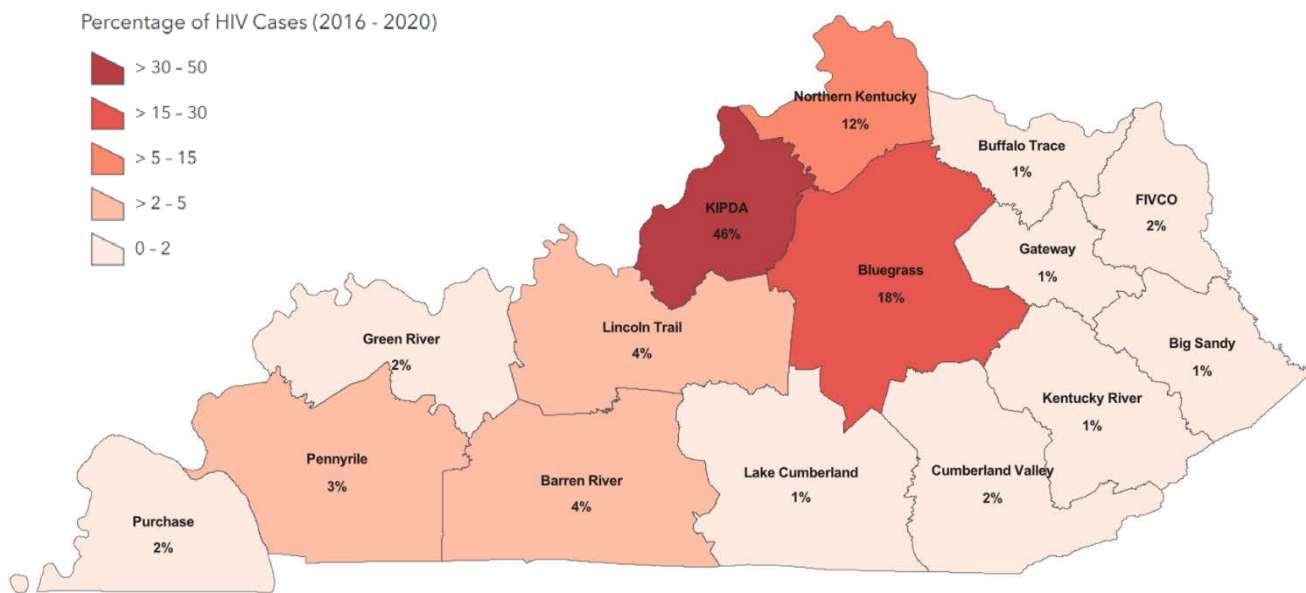 Percentage of HIV Cases (2016 - 2020)
> 30 - 50
> 15 - 30
> 5 - 15
> 2 - 5
0 - 2
Northern Kentucky
12%
Buffalo Trace
1%
FIVCO
2%
KIPDA
46%
Gateway
1%
Bluegrass
18%
Green River
2%
Lincoln Trail
4%
Big Sandy
1%
Kentucky River
1%
Pennyrile
3%
Barren River
4%
Lake Cumberland
1%
Cumberland Valley
2%
Purchase
2%